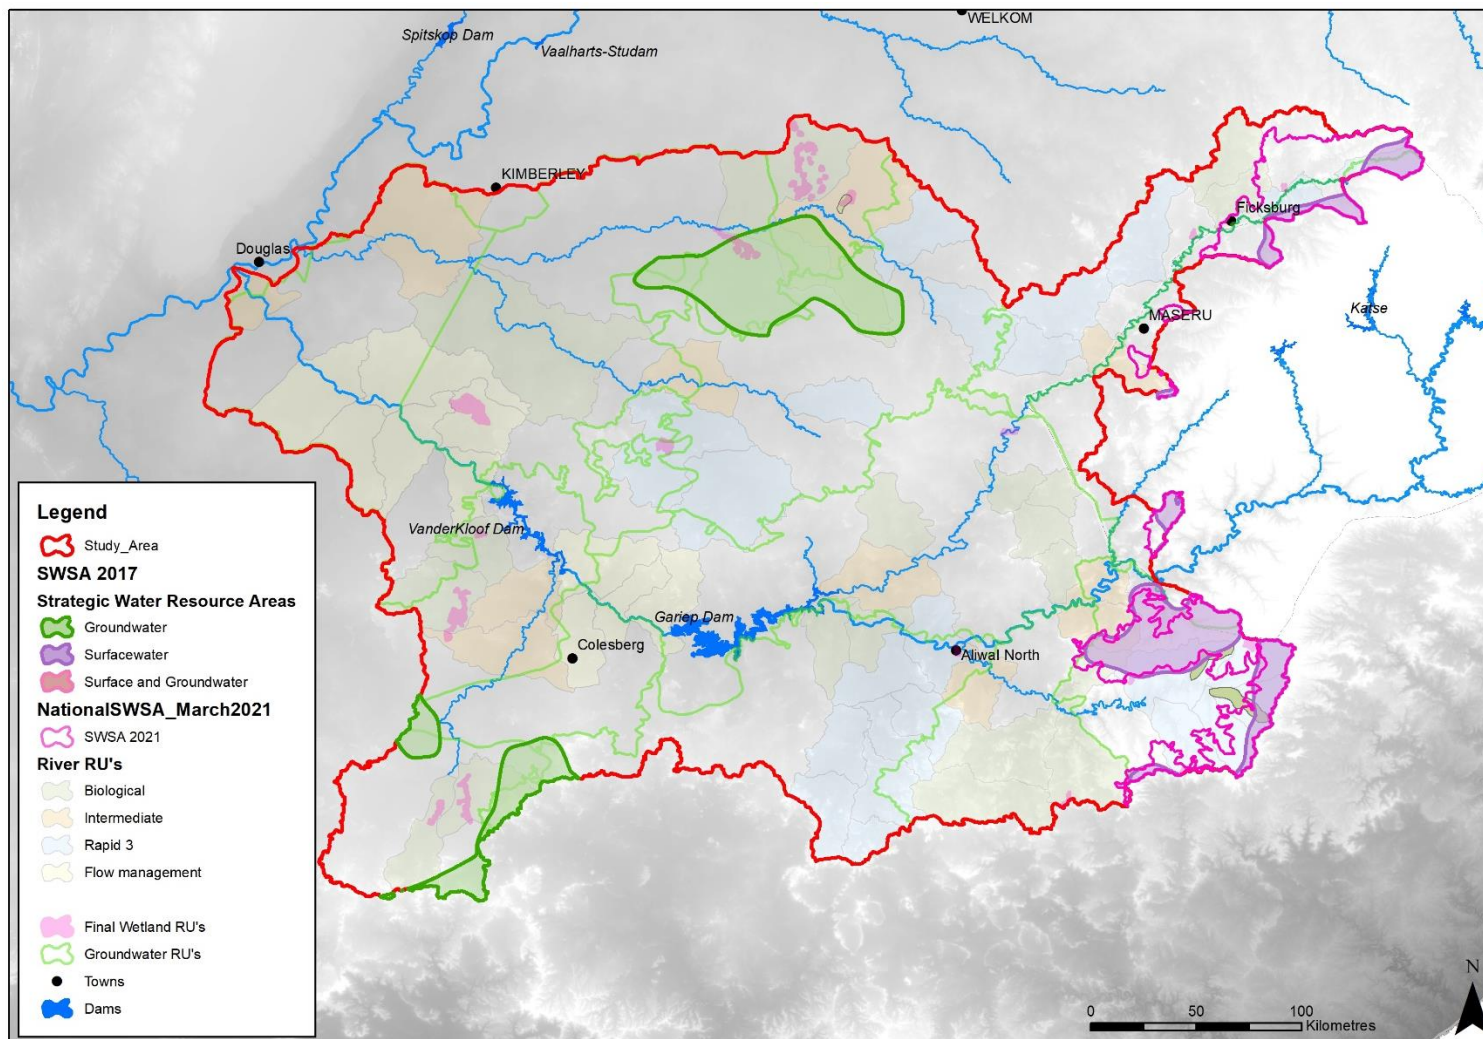 WELKOM
Spitskop Dam
Vaalharts-Studam
KIMBERLEY
Ficksburg
Douglas
Katse
MASERU
VanderKloof Dam
Gariep Dam
Colesberg
Aliwal North
Legend
Study_Area
SWSA 2017
Strategic Water Resource Areas
Groundwater
Surfacewater
Surface and Groundwater
NationalSWSA_March2021
SWSA 2021
River RU's
Biological
Intermediate
Rapid 3
Flow management
Final Wetland RU's
Groundwater RU's
Towns
Dams
N
0 50 100
Kilometres